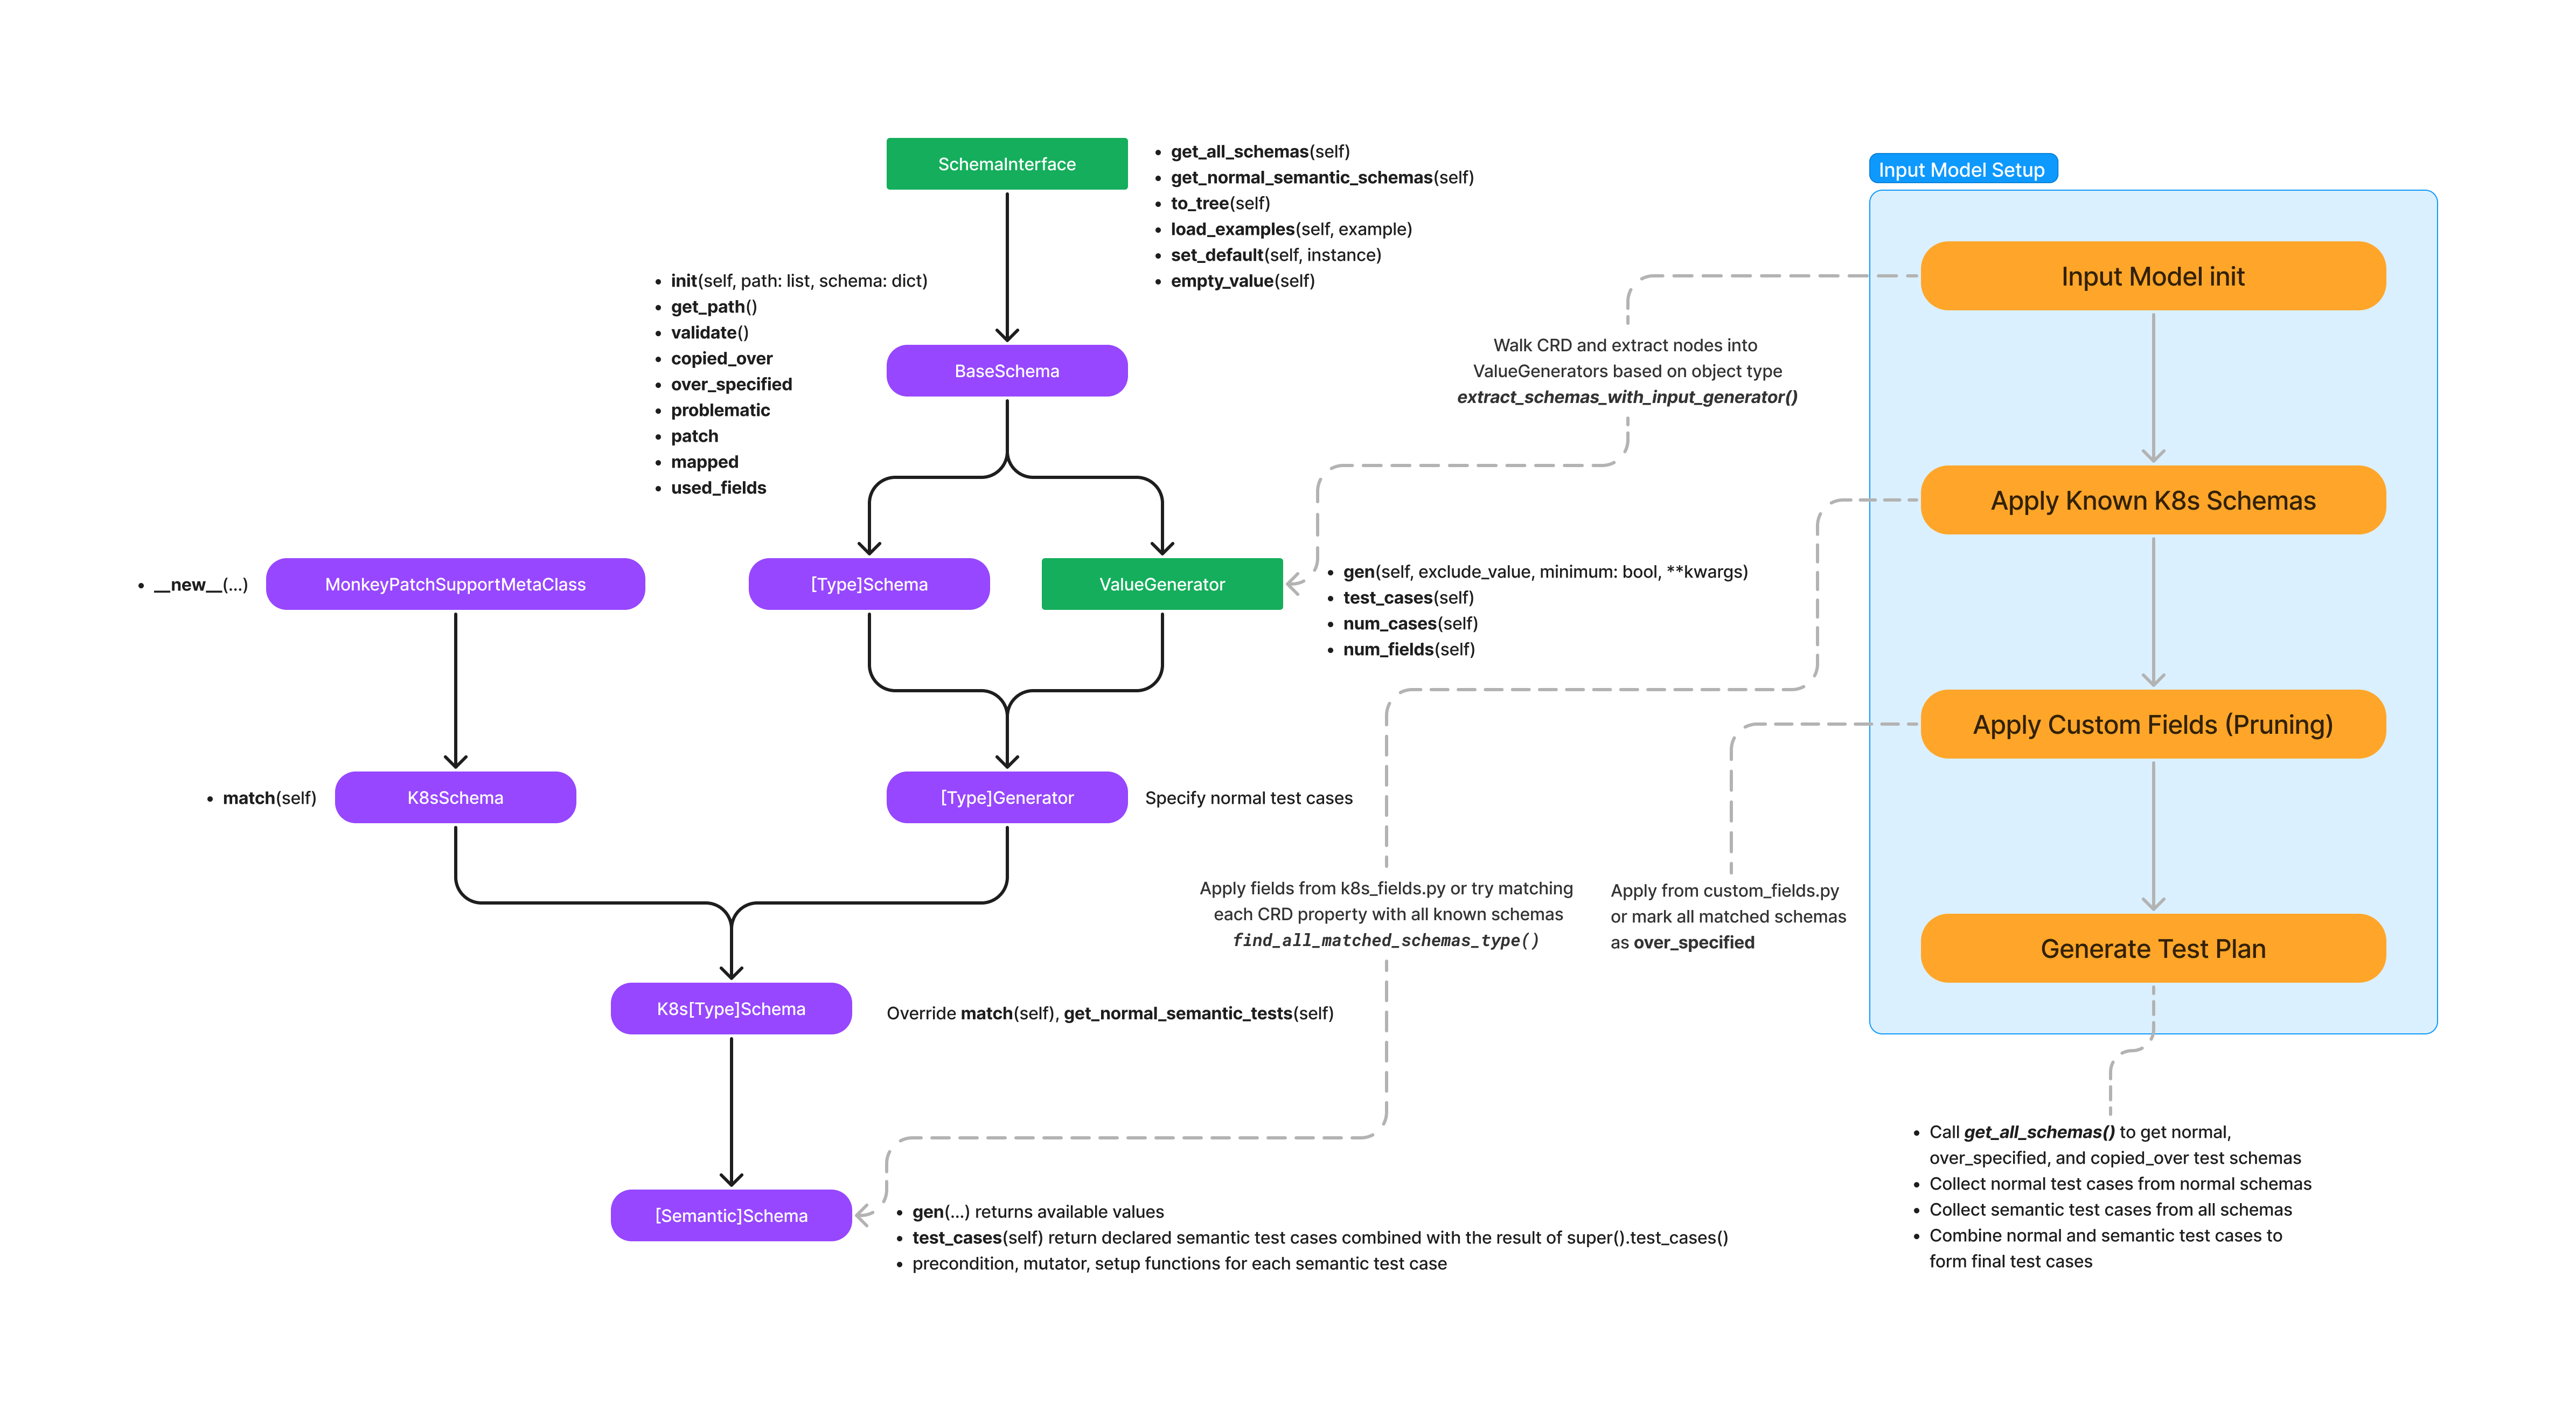 SchemaInterface
• get_all_schemas(self)
• get_normal_semantic_schemas(self)
• to_tree(self)
• load_examples(self, example)
• set_default(self, instance)
• empty_value(self)
• init(self, path: list, schema: dict)
• get_path()
• validate()
• copied_over
• over_specified
• problematic
• patch
• mapped
• used_fields
BaseSchema
• __new__(...)
MonkeyPatchSupportMetaClass
[Type]Schema
ValueGenerator
• gen(self, exclude_value, minimum: bool, **kwargs)
• test_cases(self)
• num_cases(self)
• num_fields(self)
• match(self)
K8sSchema
[Type]Generator
Specify normal test cases
K8s[Type]Schema
Override match(self), get_normal_semantic_tests(self)
[Semantic]Schema
• gen(...) returns available values
• test_cases(self) return declared semantic test cases combined with the result of super().test_cases()
• precondition, mutator, setup functions for each semantic test case
Walk CRD and extract nodes into
ValueGenerators based on object type
extract_schemas_with_input_generator()
Apply fields from k8s_fields.py or try matching
each CRD property with all known schemas
find_all_matched_schemas_type()
Apply from custom_fields.py
or mark all matched schemas
as over_specified
Input Model Setup
Input Model init
Apply Known K8s Schemas
Apply Custom Fields (Pruning)
Generate Test Plan
• Call get_all_schemas() to get normal,
over_specified, and copied_over test schemas
• Collect normal test cases from normal schemas
• Collect semantic test cases from all schemas
• Combine normal and semantic test cases to
form final test cases